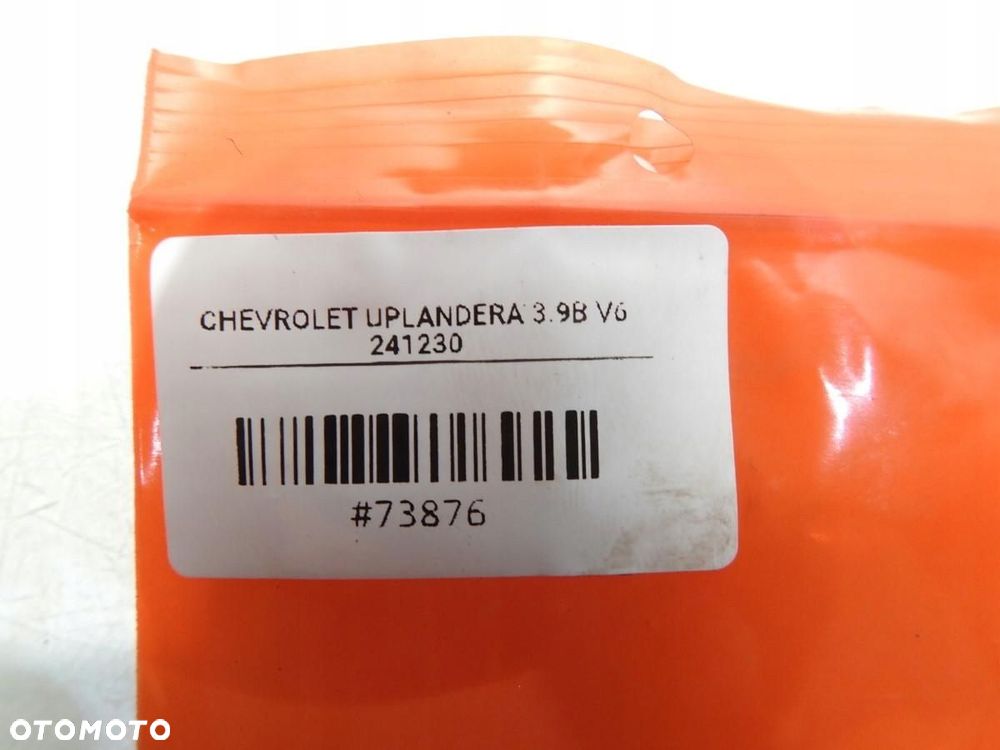 CHEVROLET UPLANDERA 3.9B V6
241230
#73876
OTOMOTO